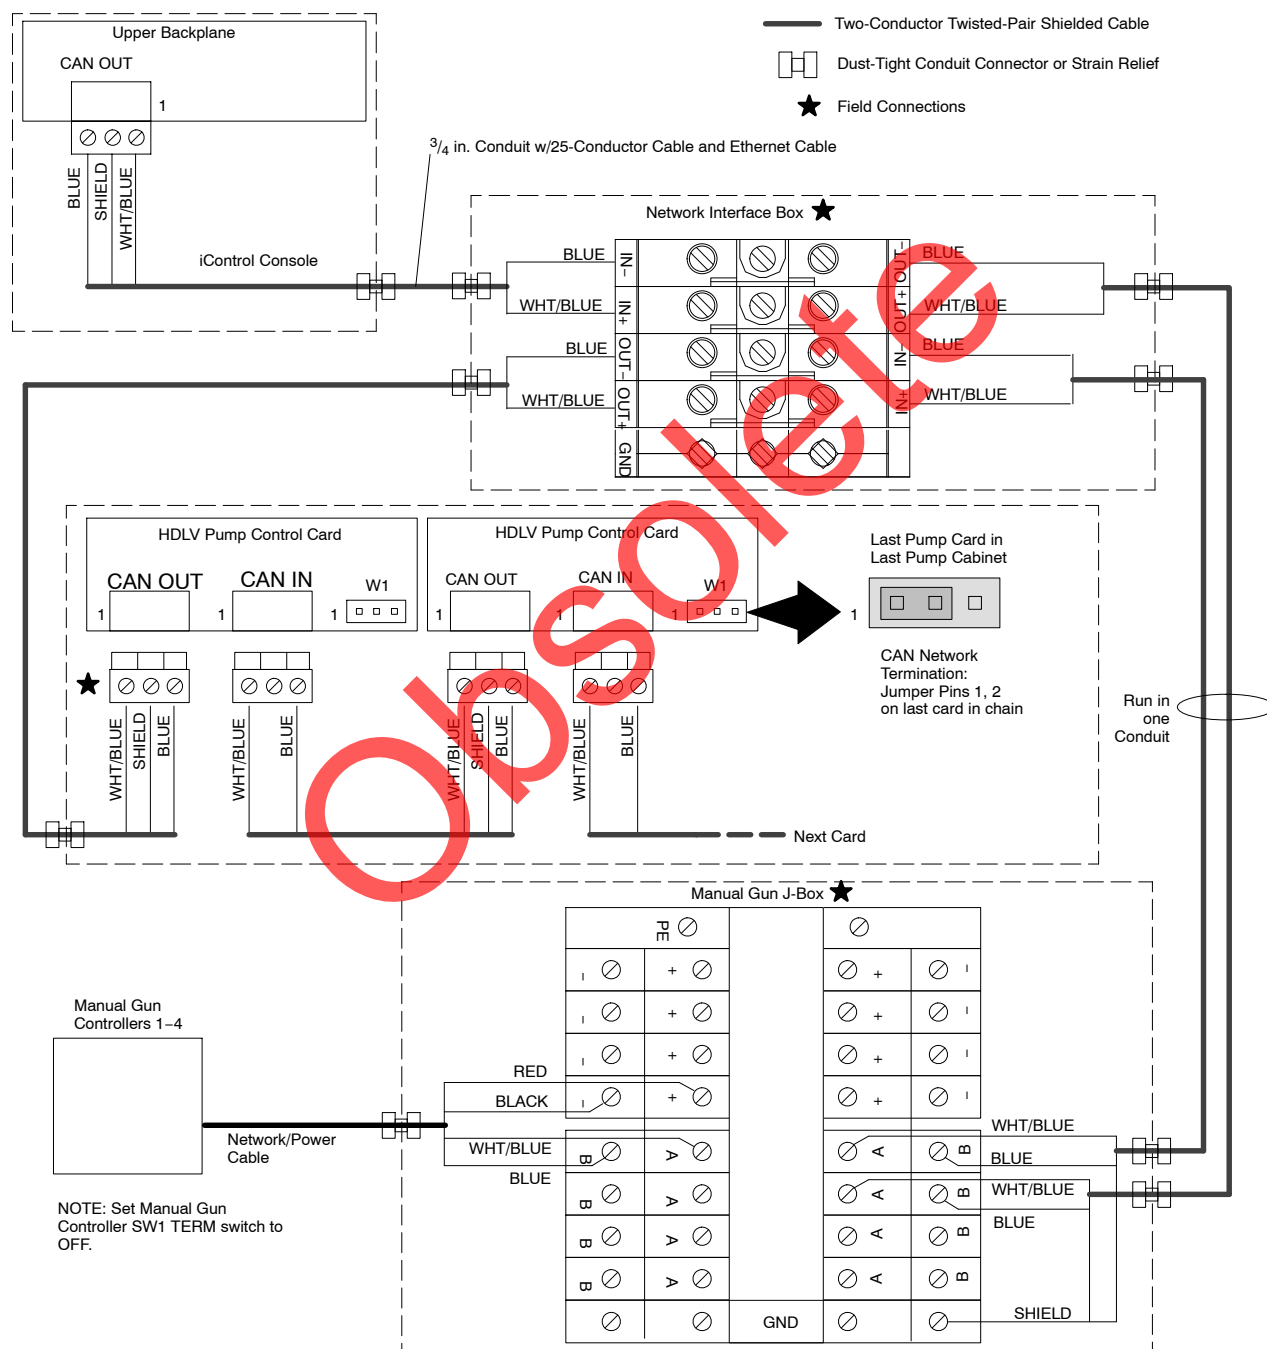 Upper Backplane
CAN OUT
1
BLUE
SHIELD
WHT/BLUE
iControl Console
Two-Conductor Twisted-Pair Shielded Cable
Dust-Tight Conduit Connector or Strain Relief
Field Connections
3/4 in. Conduit w/25-Conductor Cable and Ethernet Cable
Network Interface Box
BLUE
WHT/BLUE
BLUE
WHT/BLUE
IN−
IN+
OUT−
OUT+
GND
OUT−
OUT+
IN−
IN+
BLUE
WHT/BLUE
BLUE
WHT/BLUE
Obsolete
HDLV Pump Control Card
CAN OUT
CAN IN
W1
1
1
1
HDLV Pump Control Card
CAN OUT
CAN IN
W1
1
1
1
Last Pump Card in
Last Pump Cabinet
1
CAN Network
Termination:
Jumper Pins 1, 2
on last card in chain
WHT/BLUE
SHIELD
BLUE
WHT/BLUE
BLUE
WHT/BLUE
SHIELD
BLUE
WHT/BLUE
BLUE
Next Card
Run in
one
Conduit
Manual Gun J-Box
PE
− + + −
− + + −
− + + −
− + + −
B A A B
B A A B
B A A B
B A A B
GND
Manual Gun
Controllers 1−4
Network/Power
Cable
RED
BLACK
WHT/BLUE
BLUE
WHT/BLUE
BLUE
WHT/BLUE
BLUE
SHIELD
NOTE: Set Manual Gun
Controller SW1 TERM switch to
OFF.